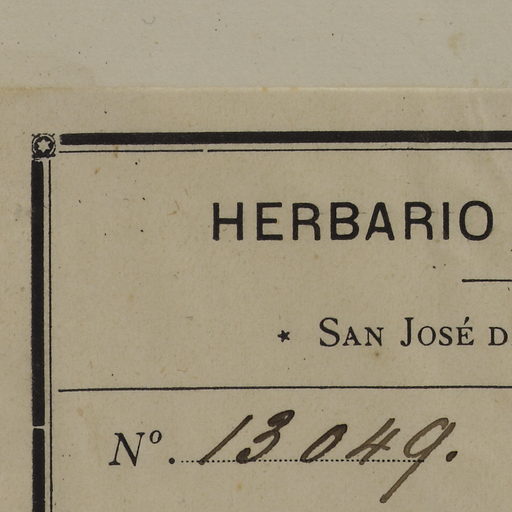 HERBARIO
* SAN JOSÉ D
Nº. 13049.